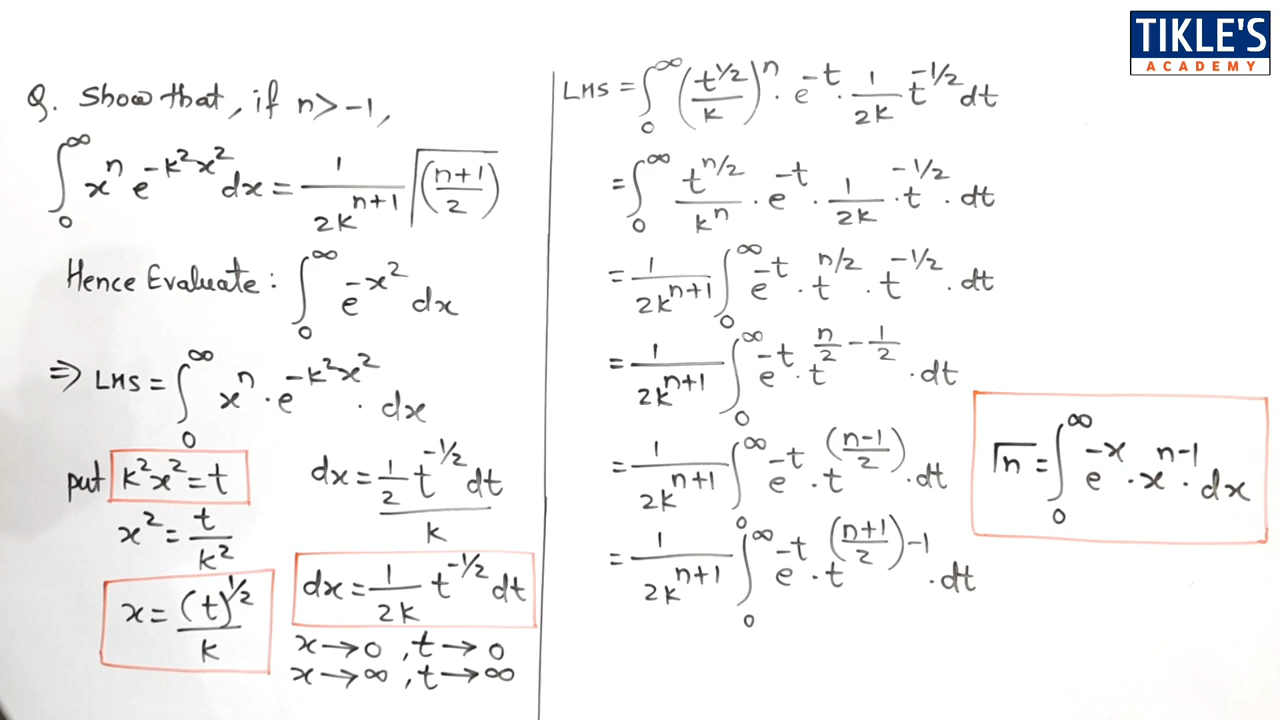 TIKLE'S
ACADEMY
Q. Show that, if n > -1,
∫₀^∞ xⁿ e^(-k²x²) dx = 1/(2k^(n+1)) Γ((n+1)/2)
Hence Evaluate: ∫₀^∞ e^(-x²) dx
⇒ LHS = ∫₀^∞ xⁿ · e^(-k²x²) · dx
put k²x² = t
x² = t/k²
x = (t)^(1/2)/k
dx = (1/2 t^(-1/2) dt)/k
dx = 1/(2k) t^(-1/2) dt
x → 0, t → 0
x → ∞, t → ∞
LHS = ∫₀^∞ (t^(1/2)/k)ⁿ · e^(-t) · 1/(2k) t^(-1/2) dt
= ∫₀^∞ t^(n/2)/kⁿ · e^(-t) · 1/(2k) · t^(-1/2) · dt
= 1/(2k^(n+1)) ∫₀^∞ e^(-t) · t^(n/2) · t^(-1/2) · dt
= 1/(2k^(n+1)) ∫₀^∞ e^(-t) · t^(n/2 - 1/2) · dt
= 1/(2k^(n+1)) ∫₀^∞ e^(-t) · t^((n-1)/2) · dt
= 1/(2k^(n+1)) ∫₀^∞ e^(-t) · t^((n+1)/2 - 1) · dt
Γn = ∫₀^∞ e^(-x) · x^(n-1) · dx